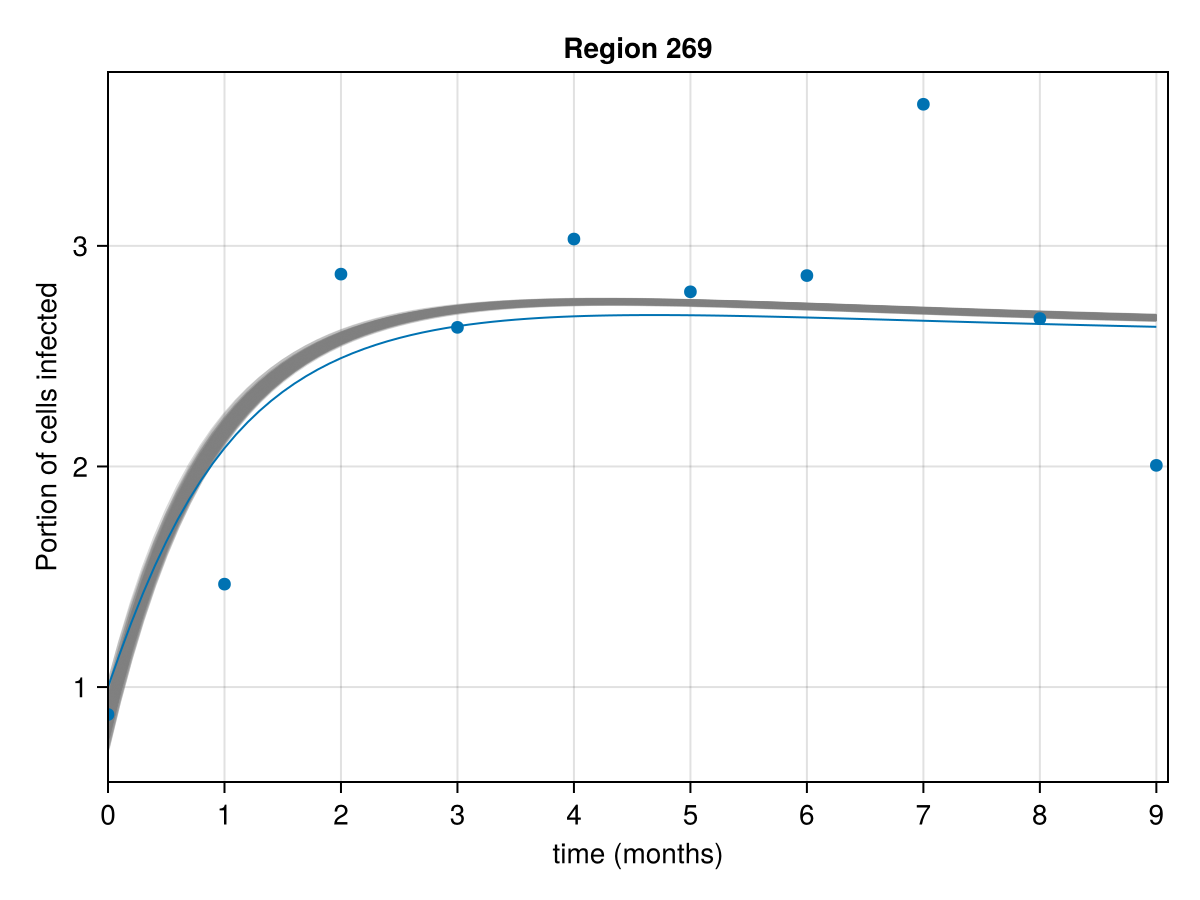 Region 269
Portion of cells infected
3
2
1
0 1 2 3 4 5 6 7 8 9
time (months)